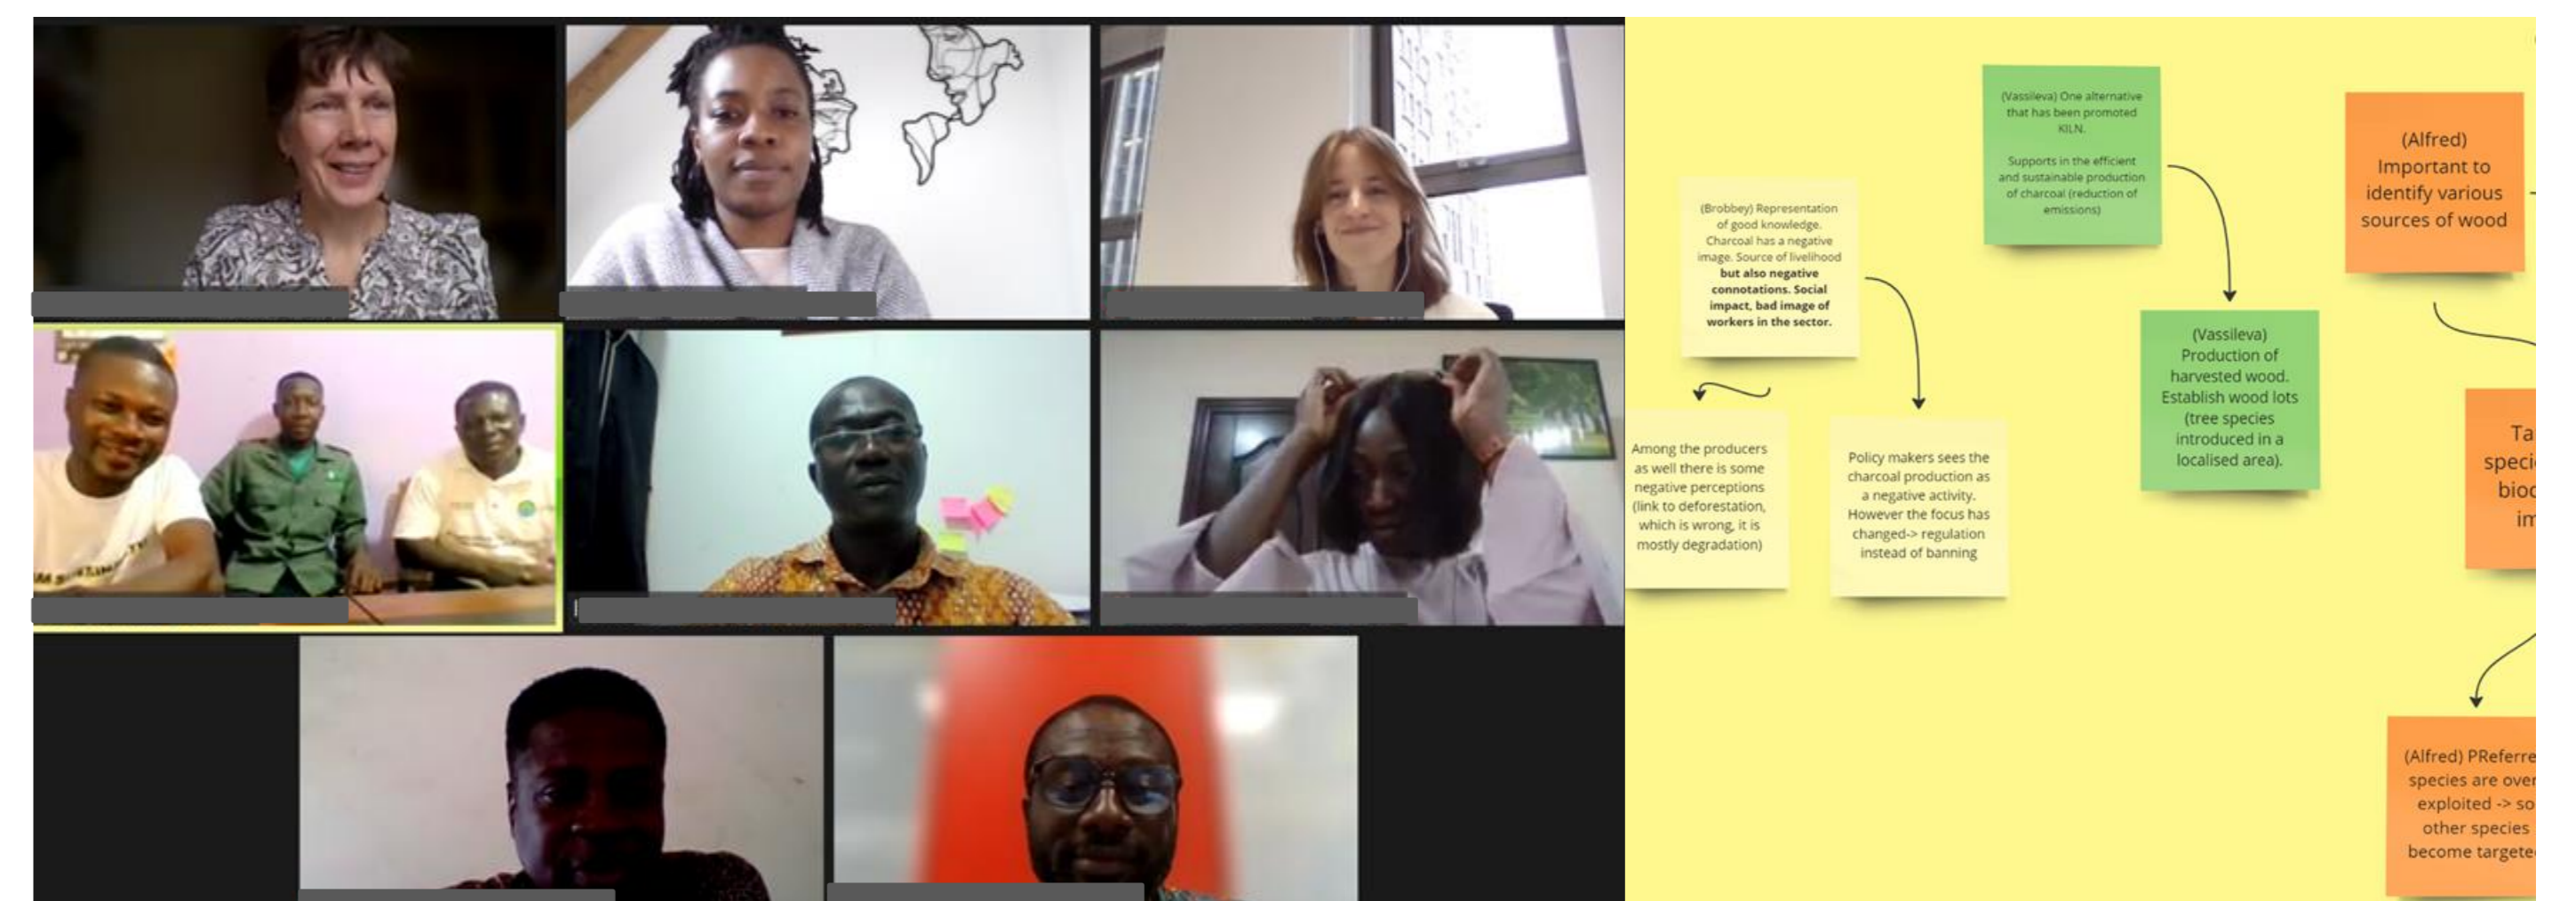 (Brobbey) Representation
of good knowledge.
Charcoal has a negative
image. Source of livelihood
but also negative
connotations. Social
impact, bad image of
workers in the sector.
Among the producers
as well there is some
negative perceptions
(link to deforestation,
which is wrong, it is
mostly degradation)
Policy makers sees the
charcoal production as
a negative activity.
However the focus has
changed-> regulation
instead of banning
(Vassileva) One alternative
that has been promoted
KILN.
Supports in the efficient
and sustainable production
of charcoal (reduction of
emissions)
(Vassileva)
Production of
harvested wood.
Establish wood lots
(tree species
introduced in a
localised area).
(Alfred)
Important to
identify various
sources of wood
Ta
speci
im
(Alfred) PReferre
species are over
exploited -> so
other species
become targete